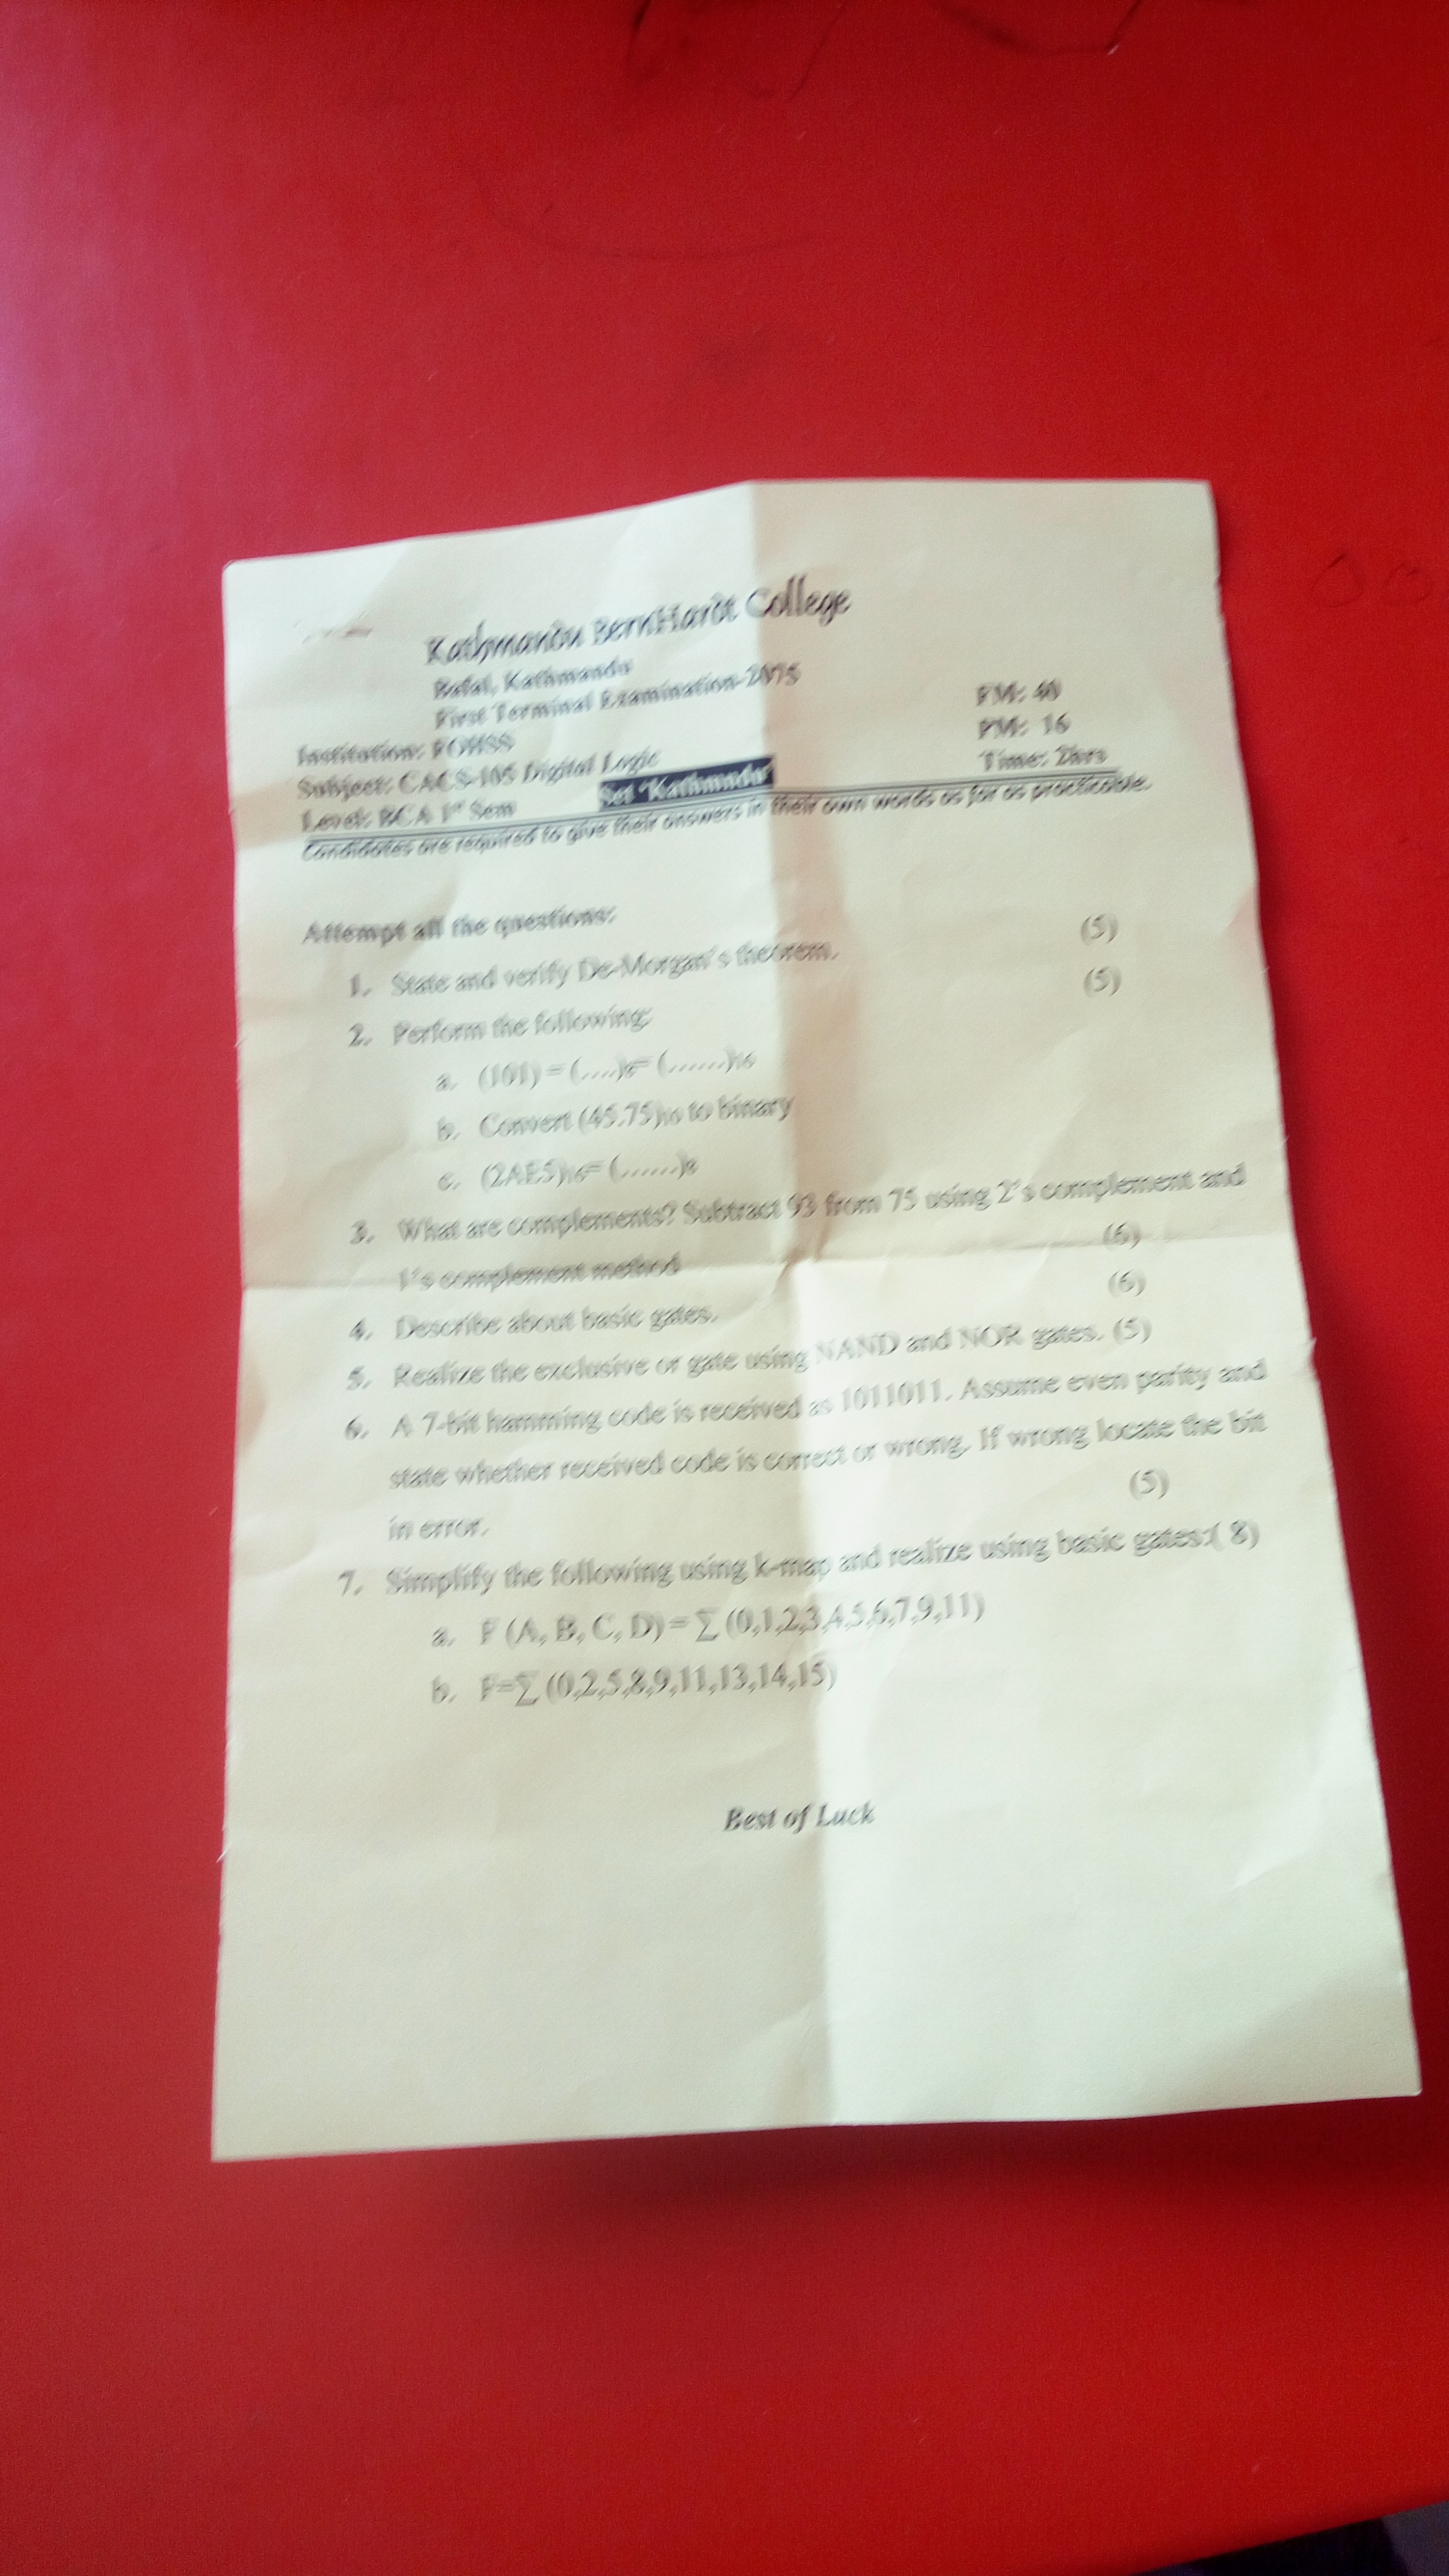 Kathmandu BernHardt College
Bafal, Kathmandu
First Terminal Examination-2075
FM: 40
Institution: FOHSS
PM: 16
Subject: CACS-105 Digital Logic
Time: 2hrs
Level: BCA 1st Sem
Set 'Kathmandu'
Candidates are required to give their answers in their own words as far as practicable.
Attempt all the questions:
1. State and verify De-Morgan's theorem. (5)
2. Perform the following: (5)
a. (101) = (....)8= (.......)16
b. Convert (45.75)10 to binary
c. (2AE5)16= (.......)8
3. What are complements? Subtract 93 from 75 using 2's complement and
1's complement method (6)
4. Describe about basic gates. (6)
5. Realize the exclusive or gate using NAND and NOR gates. (5)
6. A 7-bit hamming code is received as 1011011. Assume even parity and
state whether received code is correct or wrong. If wrong locate the bit
in error. (5)
7. Simplify the following using k-map and realize using basic gates:( 8)
a. F (A, B, C, D) = ∑ (0,1,2,3,4,5,6,7,9,11)
b. F=∑ (0,2,5,8,9,11,13,14,15)
Best of Luck